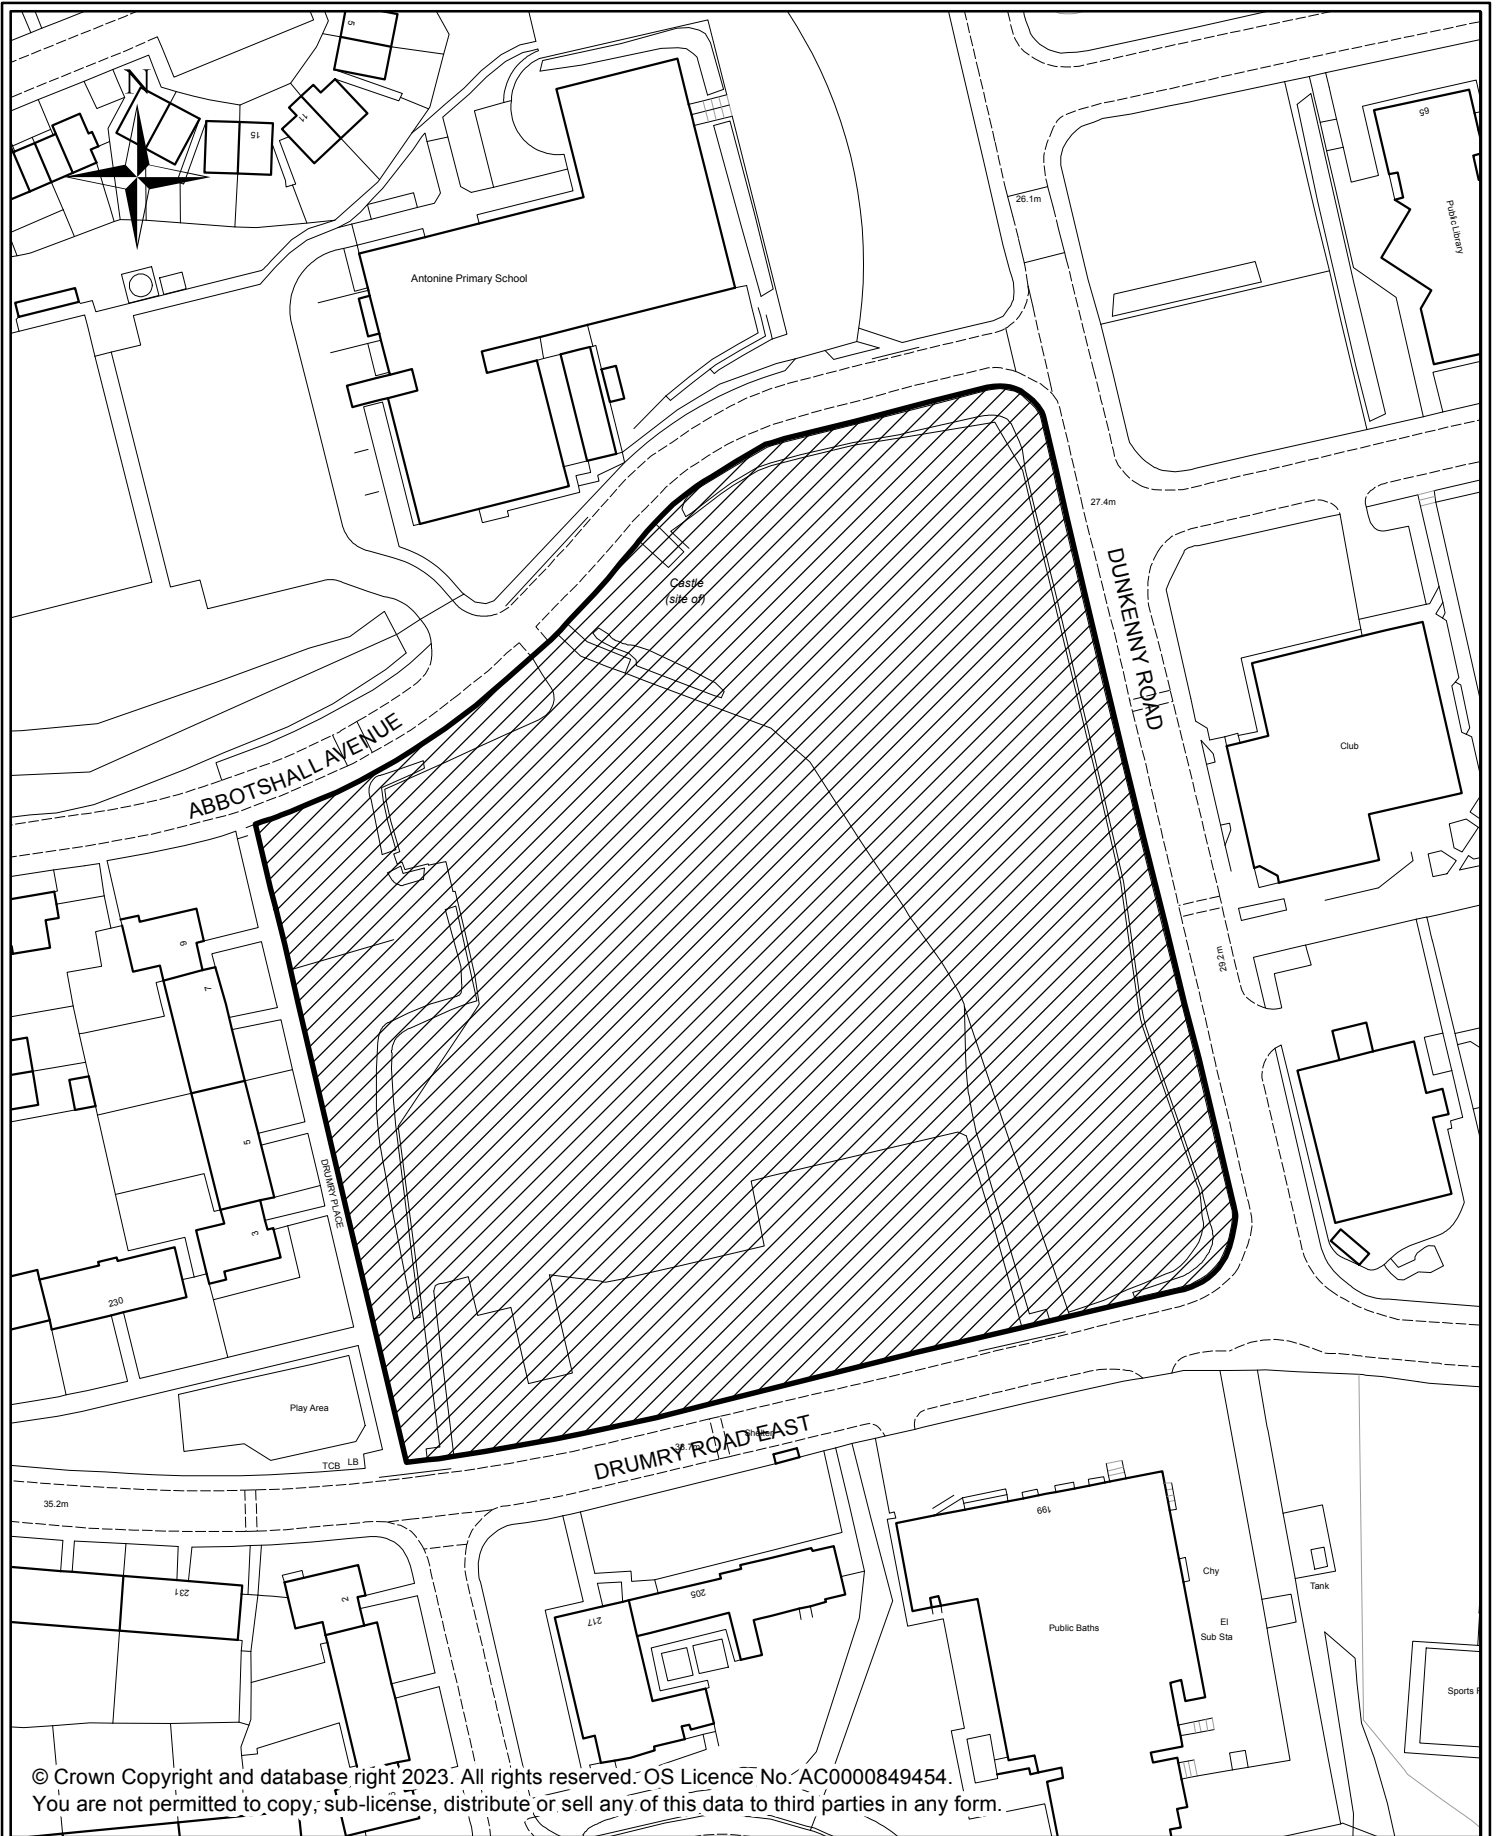 5
N
11
15
65
Public Library
26.1m
Antonine Primary School
27.4m
Castle
(site of)
DUNKENNY ROAD
ABBOTSHALL AVENUE
Club
9
7
29.2m
5
DRUMRY PLACE
3
230
Play Area
TCB LB
Shelter
DRUMRY ROAD EAST
35.2m
199
231
2
217
205
Chy
Tank
El
Sub Sta
Public Baths
Sports
© Crown Copyright and database right 2023. All rights reserved. OS Licence No. AC0000849454.
You are not permitted to copy, sub-license, distribute or sell any of this data to third parties in any form.